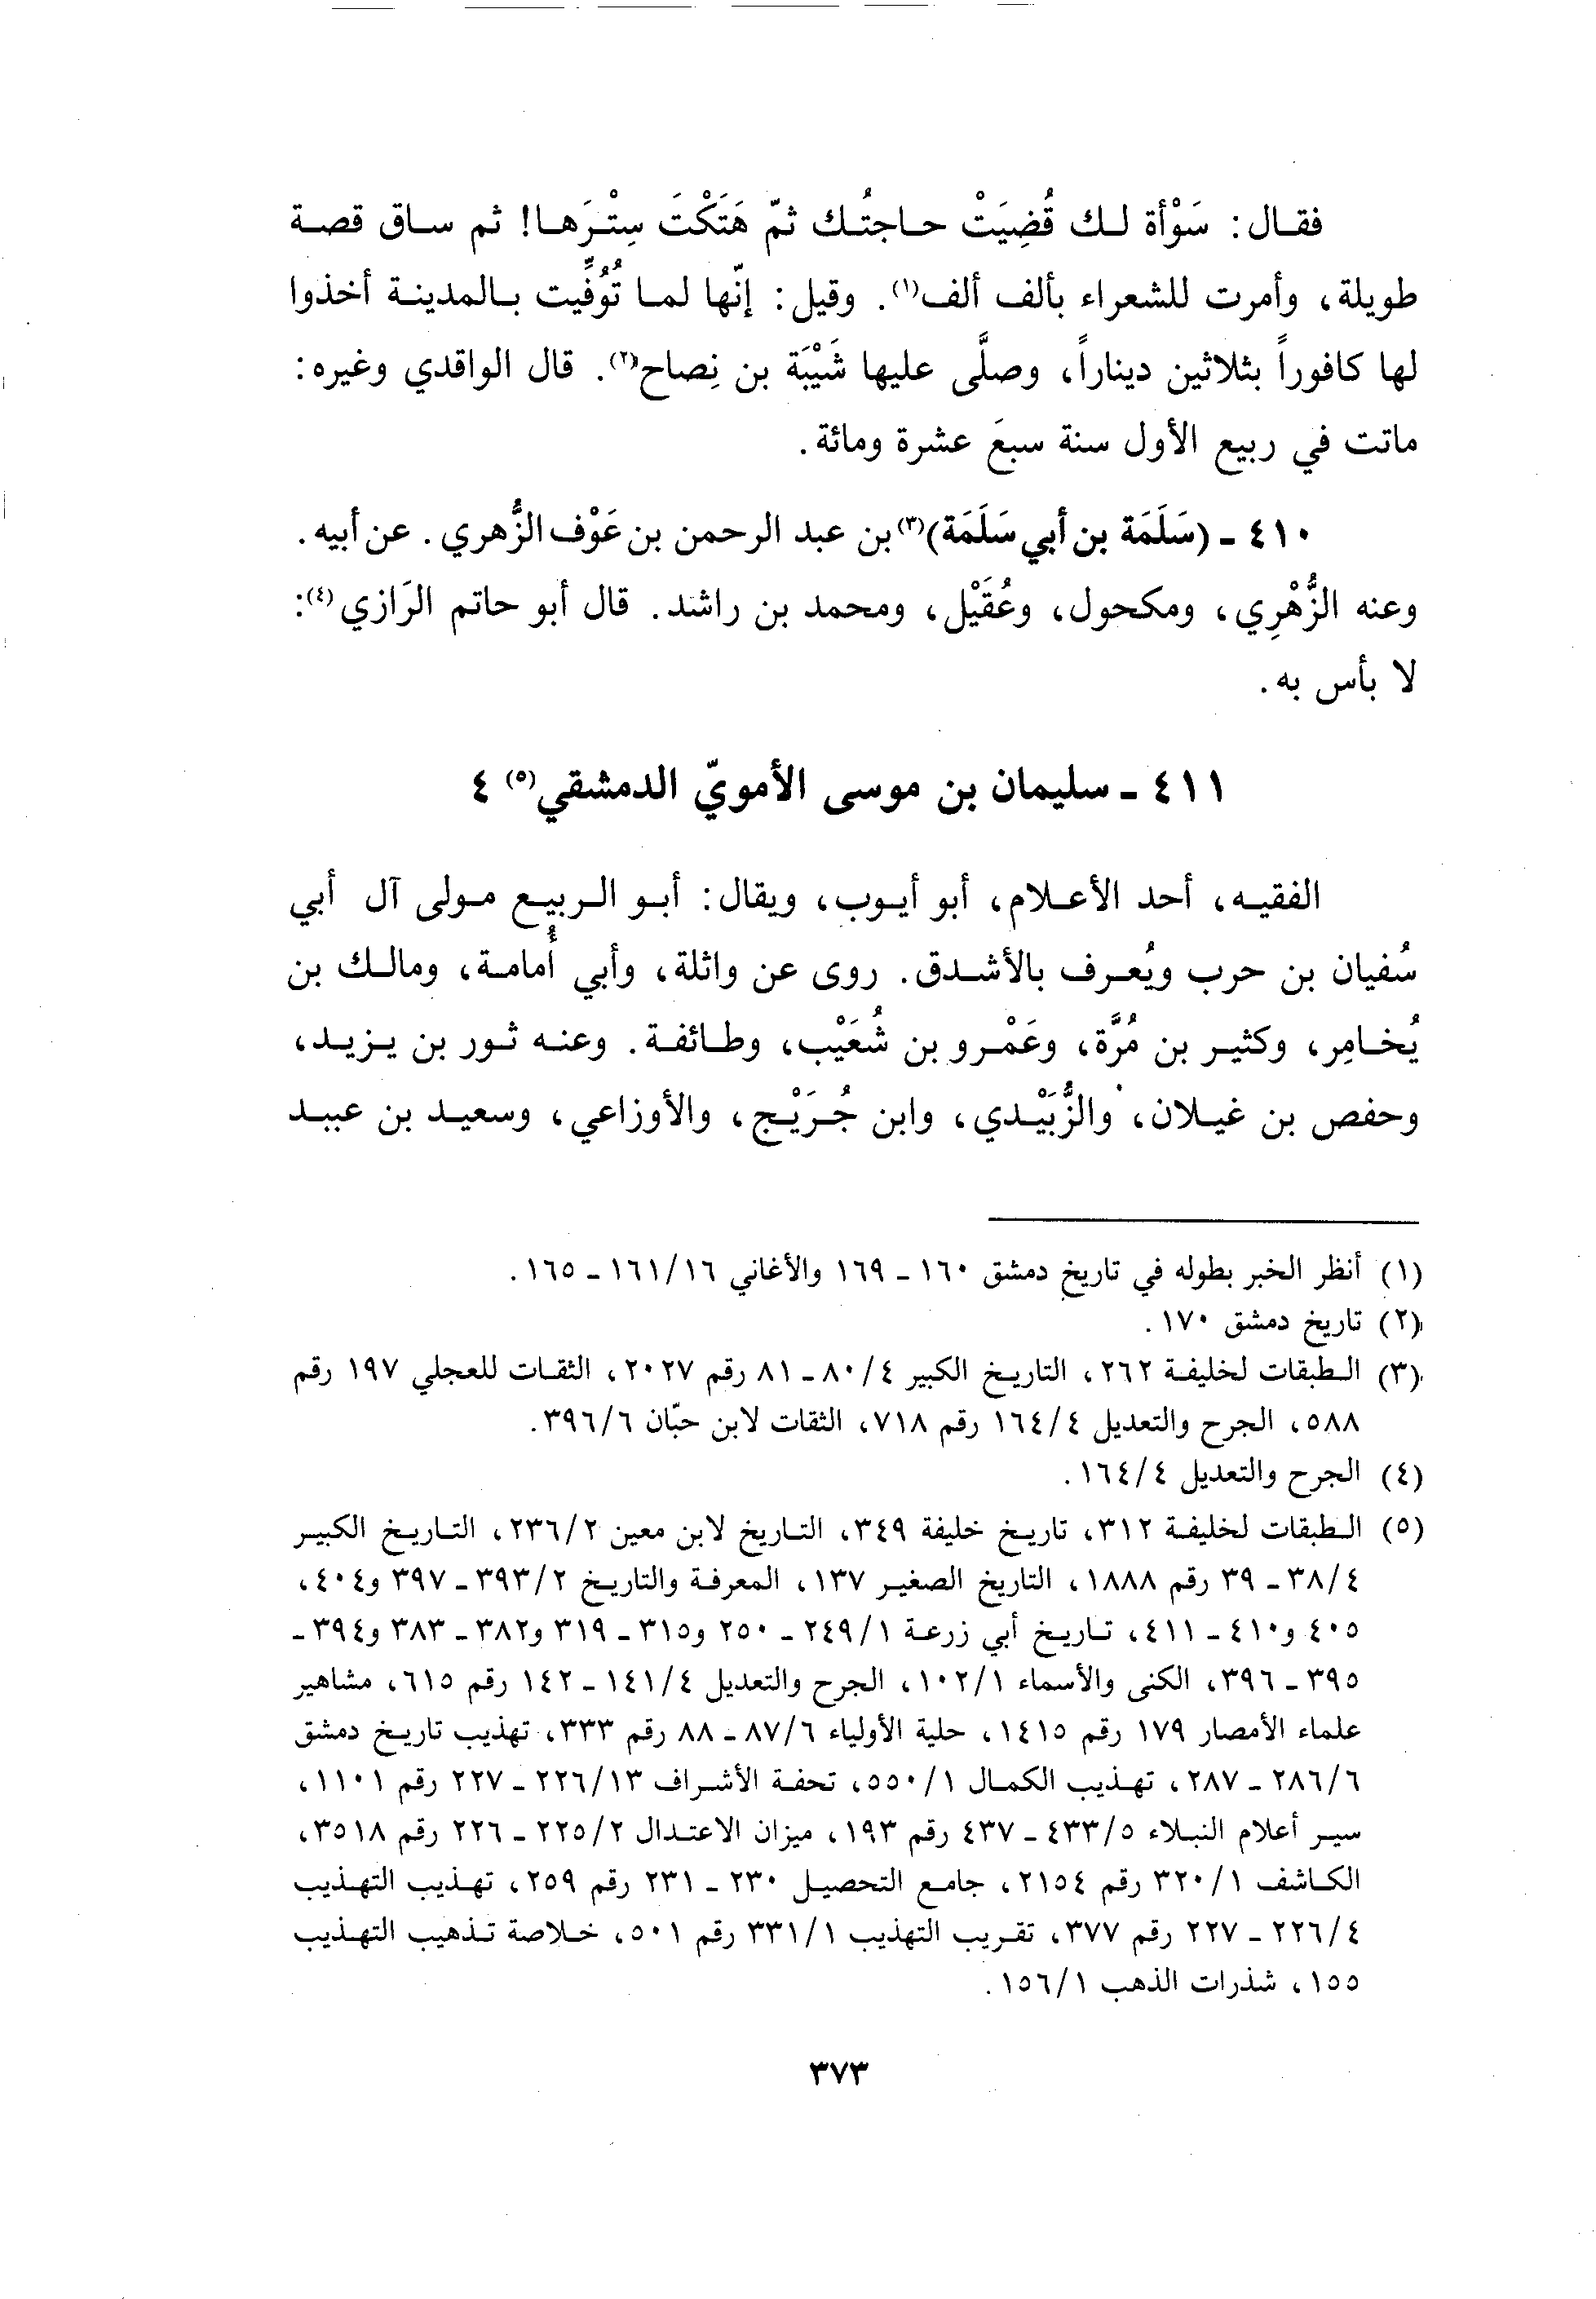 فقال: سَوْأة لك قُضِيَتْ حاجتُك ثمّ هَتَكْتَ سِتْرَها! ثم ساق قصة
طويلة، وأمرت للشعراء بألف ألف(١). وقيل: إنّها لما تُوُفِّيت بالمدينة أخذوا
لها كافوراً بثلاثين ديناراً، وصلَّى عليها شَيْبَة بن نِصاح(٢). قال الواقدي وغيره:
ماتت في ربيع الأول سنة سبعَ عشرة ومائة.
٤١٠ - (سَلَمَة بن أبي سَلَمَة)(٣) بن عبد الرحمن بن عَوْف الزُّهري. عن أبيه.
وعنه الزُّهْرِي، ومكحول، وعُقَيْل، ومحمد بن راشد. قال أبو حاتم الرَازي(٤):
لا بأس به.
٤١١ - سليمان بن موسى الأمويّ الدمشقي(٥) ٤
الفقيه، أحد الأعلام، أبو أيوب، ويقال: أبو الربيع مولى آل أبي
سُفيان بن حرب ويُعرف بالأشدق. روى عن واثلة، وأبي أُمامة، ومالك بن
يُخامِر، وكثير بن مُرَّة، وعَمْرو بن شُعَيْب، وطائفة. وعنه ثور بن يزيد،
وحفص بن غيلان، والزُّبَيْدي، وابن جُرَيْج، والأوزاعي، وسعيد بن عبيد
(١) أنظر الخبر بطوله في تاريخ دمشق ١٦٠ - ١٦٩ والأغاني ١٦/١٦١ - ١٦٥.
(٢) تاريخ دمشق ١٧٠.
(٣) الطبقات لخليفة ٢٦٢، التاريخ الكبير ٤/٨٠ - ٨١ رقم ٢٠٢٧، الثقات للعجلي ١٩٧ رقم
٥٨٨، الجرح والتعديل ٤/١٦٤ رقم ٧١٨، الثقات لابن حبّان ٦/٣٩٦.
(٤) الجرح والتعديل ٤/١٦٤.
(٥) الطبقات لخليفة ٣١٢، تاريخ خليفة ٣٤٩، التاريخ لابن معين ٢/٢٣٦، التاريخ الكبير
٤/٣٨ - ٣٩ رقم ١٨٨٨، التاريخ الصغير ١٣٧، المعرفة والتاريخ ٢/٣٩٣ - ٣٩٧ و٤٠٤،
٤٠٥ و٤١٠ - ٤١١، تاريخ أبي زرعة ١/٢٤٩ - ٢٥٠ و٣١٥ - ٣١٩ و٣٨٢ - ٣٨٣ و٣٩٤ -
٣٩٥ - ٣٩٦، الكنى والأسماء ١/١٠٢، الجرح والتعديل ٤/١٤١ - ١٤٢ رقم ٦١٥، مشاهير
علماء الأمصار ١٧٩ رقم ١٤١٥، حلية الأولياء ٦/٨٧ - ٨٨ رقم ٣٣٣، تهذيب تاريخ دمشق
٦/٢٨٦ - ٢٨٧، تهذيب الكمال ١/٥٥٠، تحفة الأشراف ١٣/٢٢٦ - ٢٢٧ رقم ١١٠١،
سير أعلام النبلاء ٥/٤٣٣ - ٤٣٧ رقم ١٩٣، ميزان الاعتدال ٢/٢٢٥ - ٢٢٦ رقم ٣٥١٨،
الكاشف ١/٣٢٠ رقم ٢١٥٤، جامع التحصيل ٢٣٠ - ٢٣١ رقم ٢٥٩، تهذيب التهذيب
٤/٢٢٦ - ٢٢٧ رقم ٣٧٧، تقريب التهذيب ١/٣٣١ رقم ٥٠١، خلاصة تذهيب التهذيب
١٥٥، شذرات الذهب ١/١٥٦.
٣٧٣